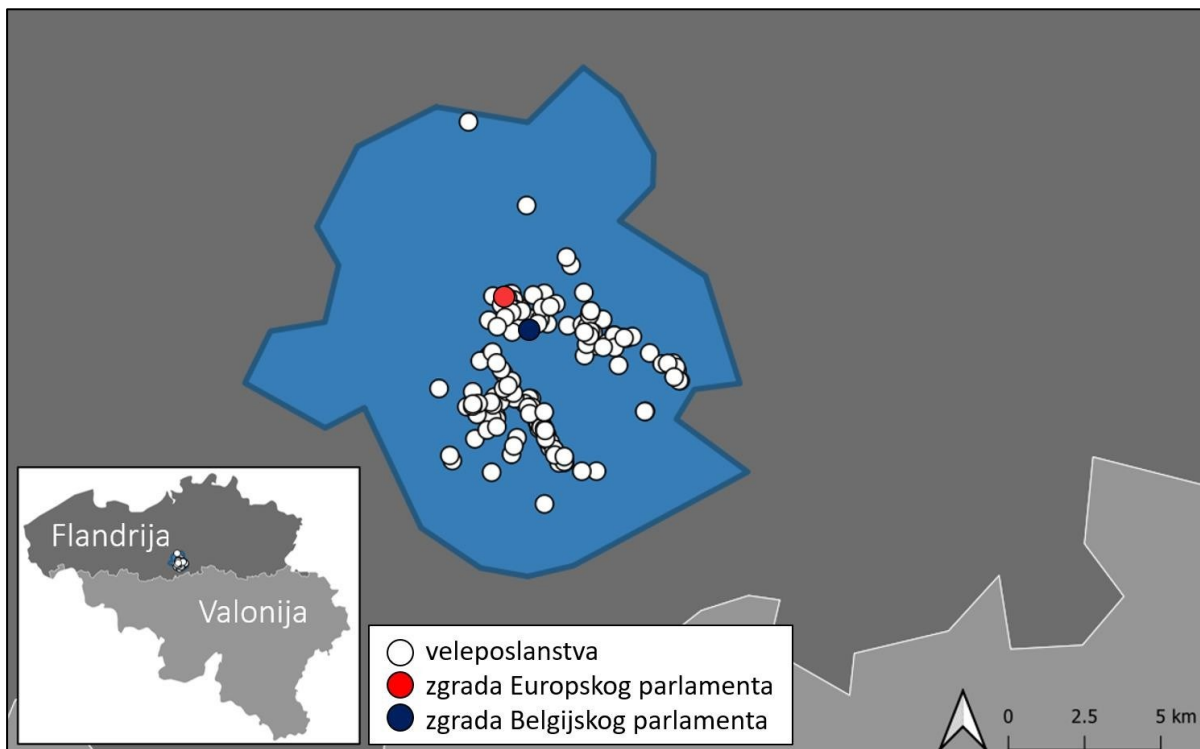 Flandrija
Valonija
veleposlanstva
zgrada Europskog parlamenta
zgrada Belgijskog parlamenta
0 2.5 5 km